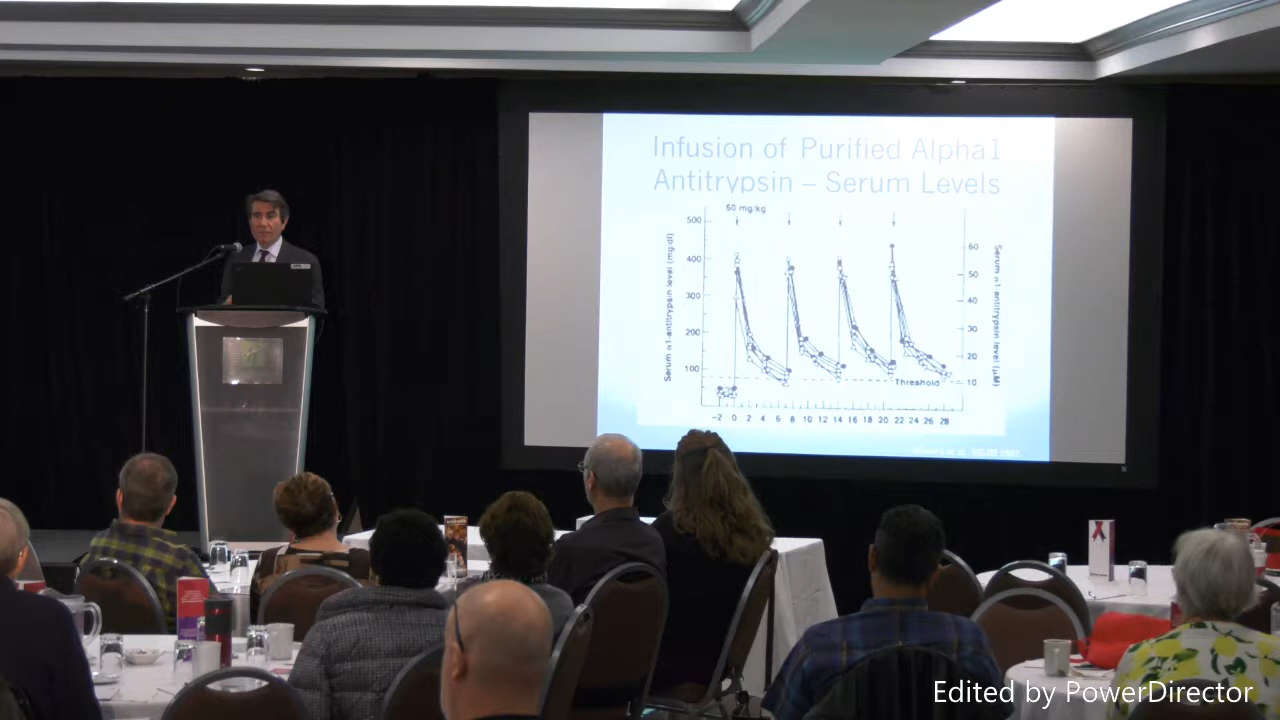 Infusion of Purified Alpha1
Antitrypsin – Serum Levels
60 mg/kg
500
400
300
200
100
Serum α1-antitrypsin level (mg/dl)
60
50
40
30
20
10
Serum α1-antitrypsin level (μM)
Threshold
-2 0 2 4 6 8 10 12 14 16 18 20 22 24 26 28
Edited by PowerDirector